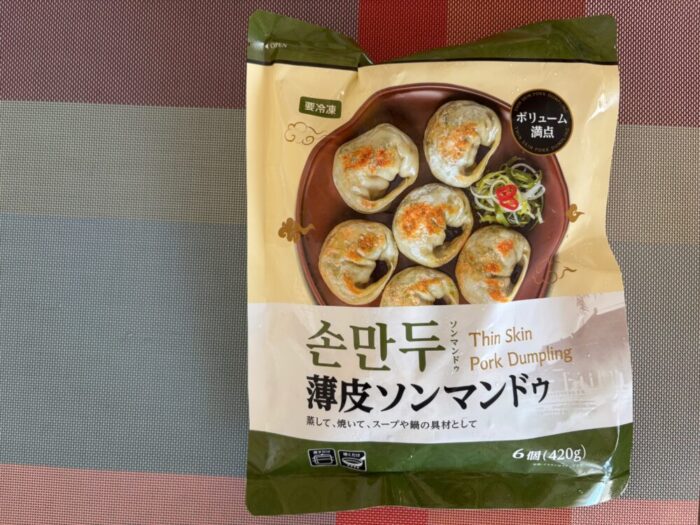 OPEN
要冷凍
ボリューム
満点
손만두
ソンマンドゥ
Thin Skin
Pork Dumpling
薄皮ソンマンドゥ
蒸して、焼いて、スープや鍋の具材として
6個(420g)